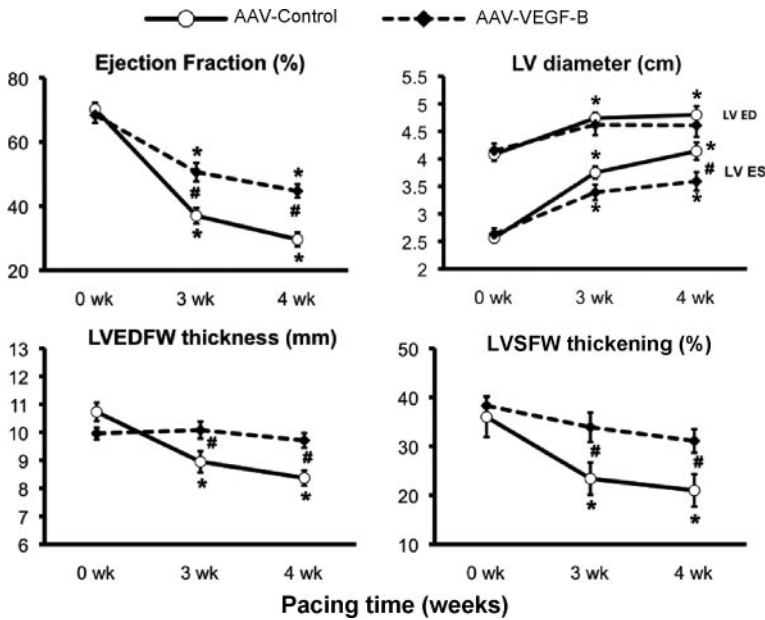 AAV-Control AAV-VEGF-B
Ejection Fraction (%)
80
60
40
20
* *
# #
* *
0 wk 3 wk 4 wk
LV diameter (cm)
5.5
5
4.5
4
3.5
3
2.5
2
* *
LV ED
* *
# LV ES
* *
0 wk 3 wk 4 wk
LVEDFW thickness (mm)
13
12
11
10
9
8
7
6
# #
* *
0 wk 3 wk 4 wk
LVSFW thickening (%)
50
40
30
20
10
# #
* *
0 wk 3 wk 4 wk
Pacing time (weeks)